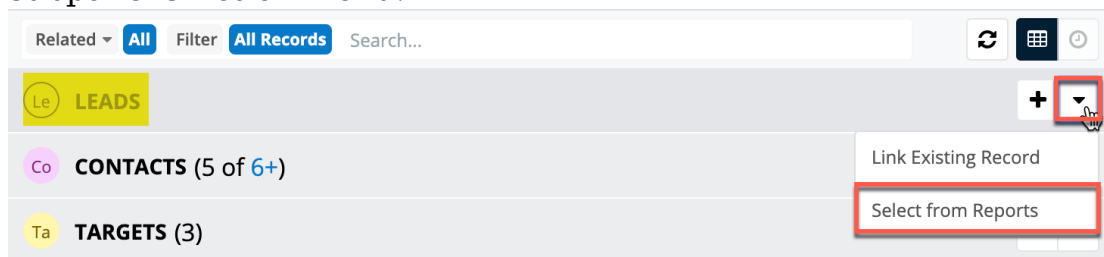 Related All Filter All Records Search...
Le LEADS
Co CONTACTS (5 of 6+)
Link Existing Record
Select from Reports
Ta TARGETS (3)